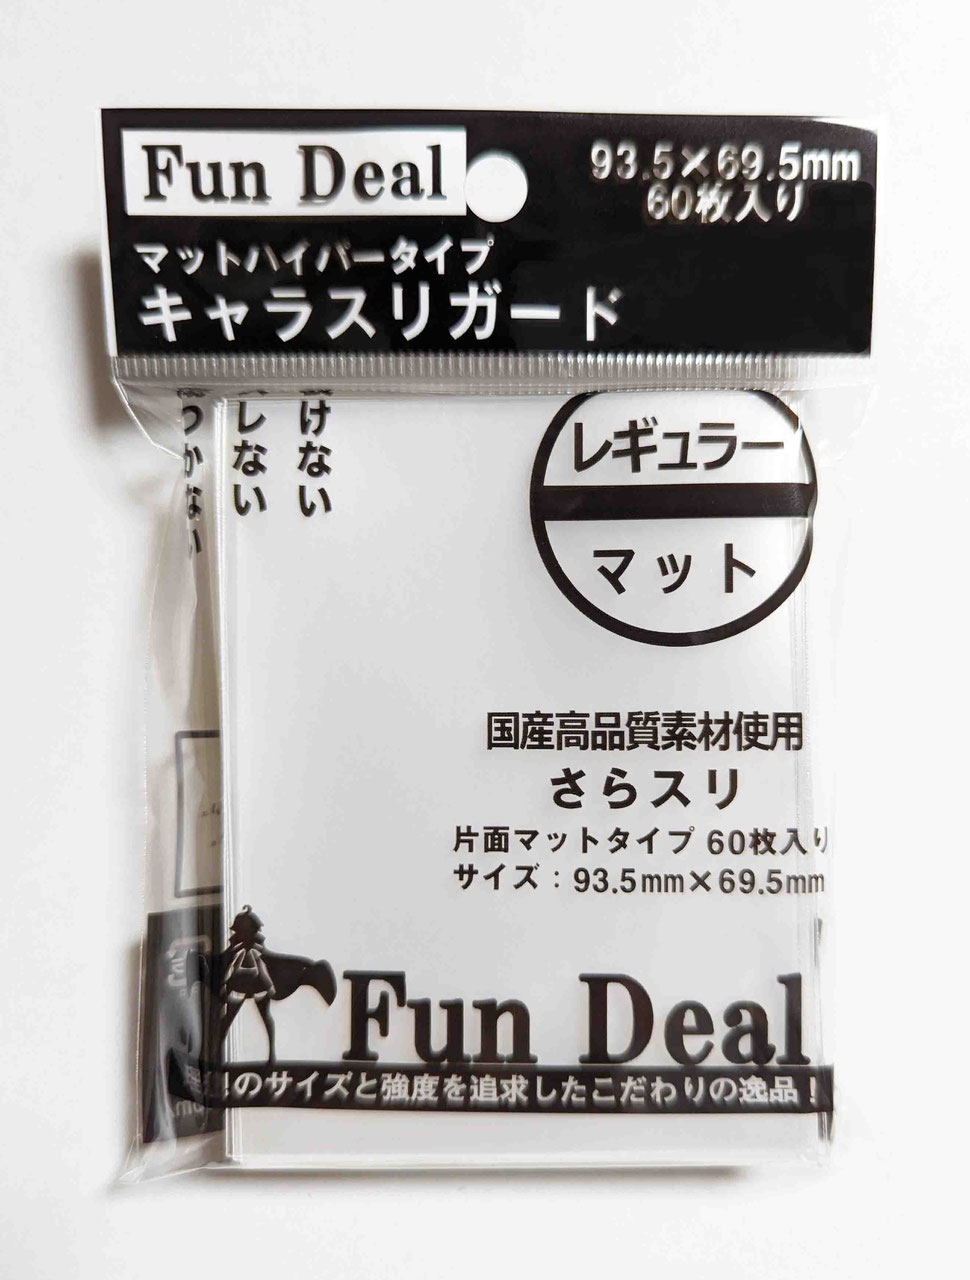 Fun Deal
93.5×69.5mm
60枚入り
マットハイパータイプ
キャラスリガード
けない
しない
つかない
レギュラー
マット
国産高品質素材使用
さらスリ
片面マットタイプ 60枚入り
サイズ：93.5mm×69.5mm
Fun Deal
のサイズと強度を追求したこだわりの逸品！